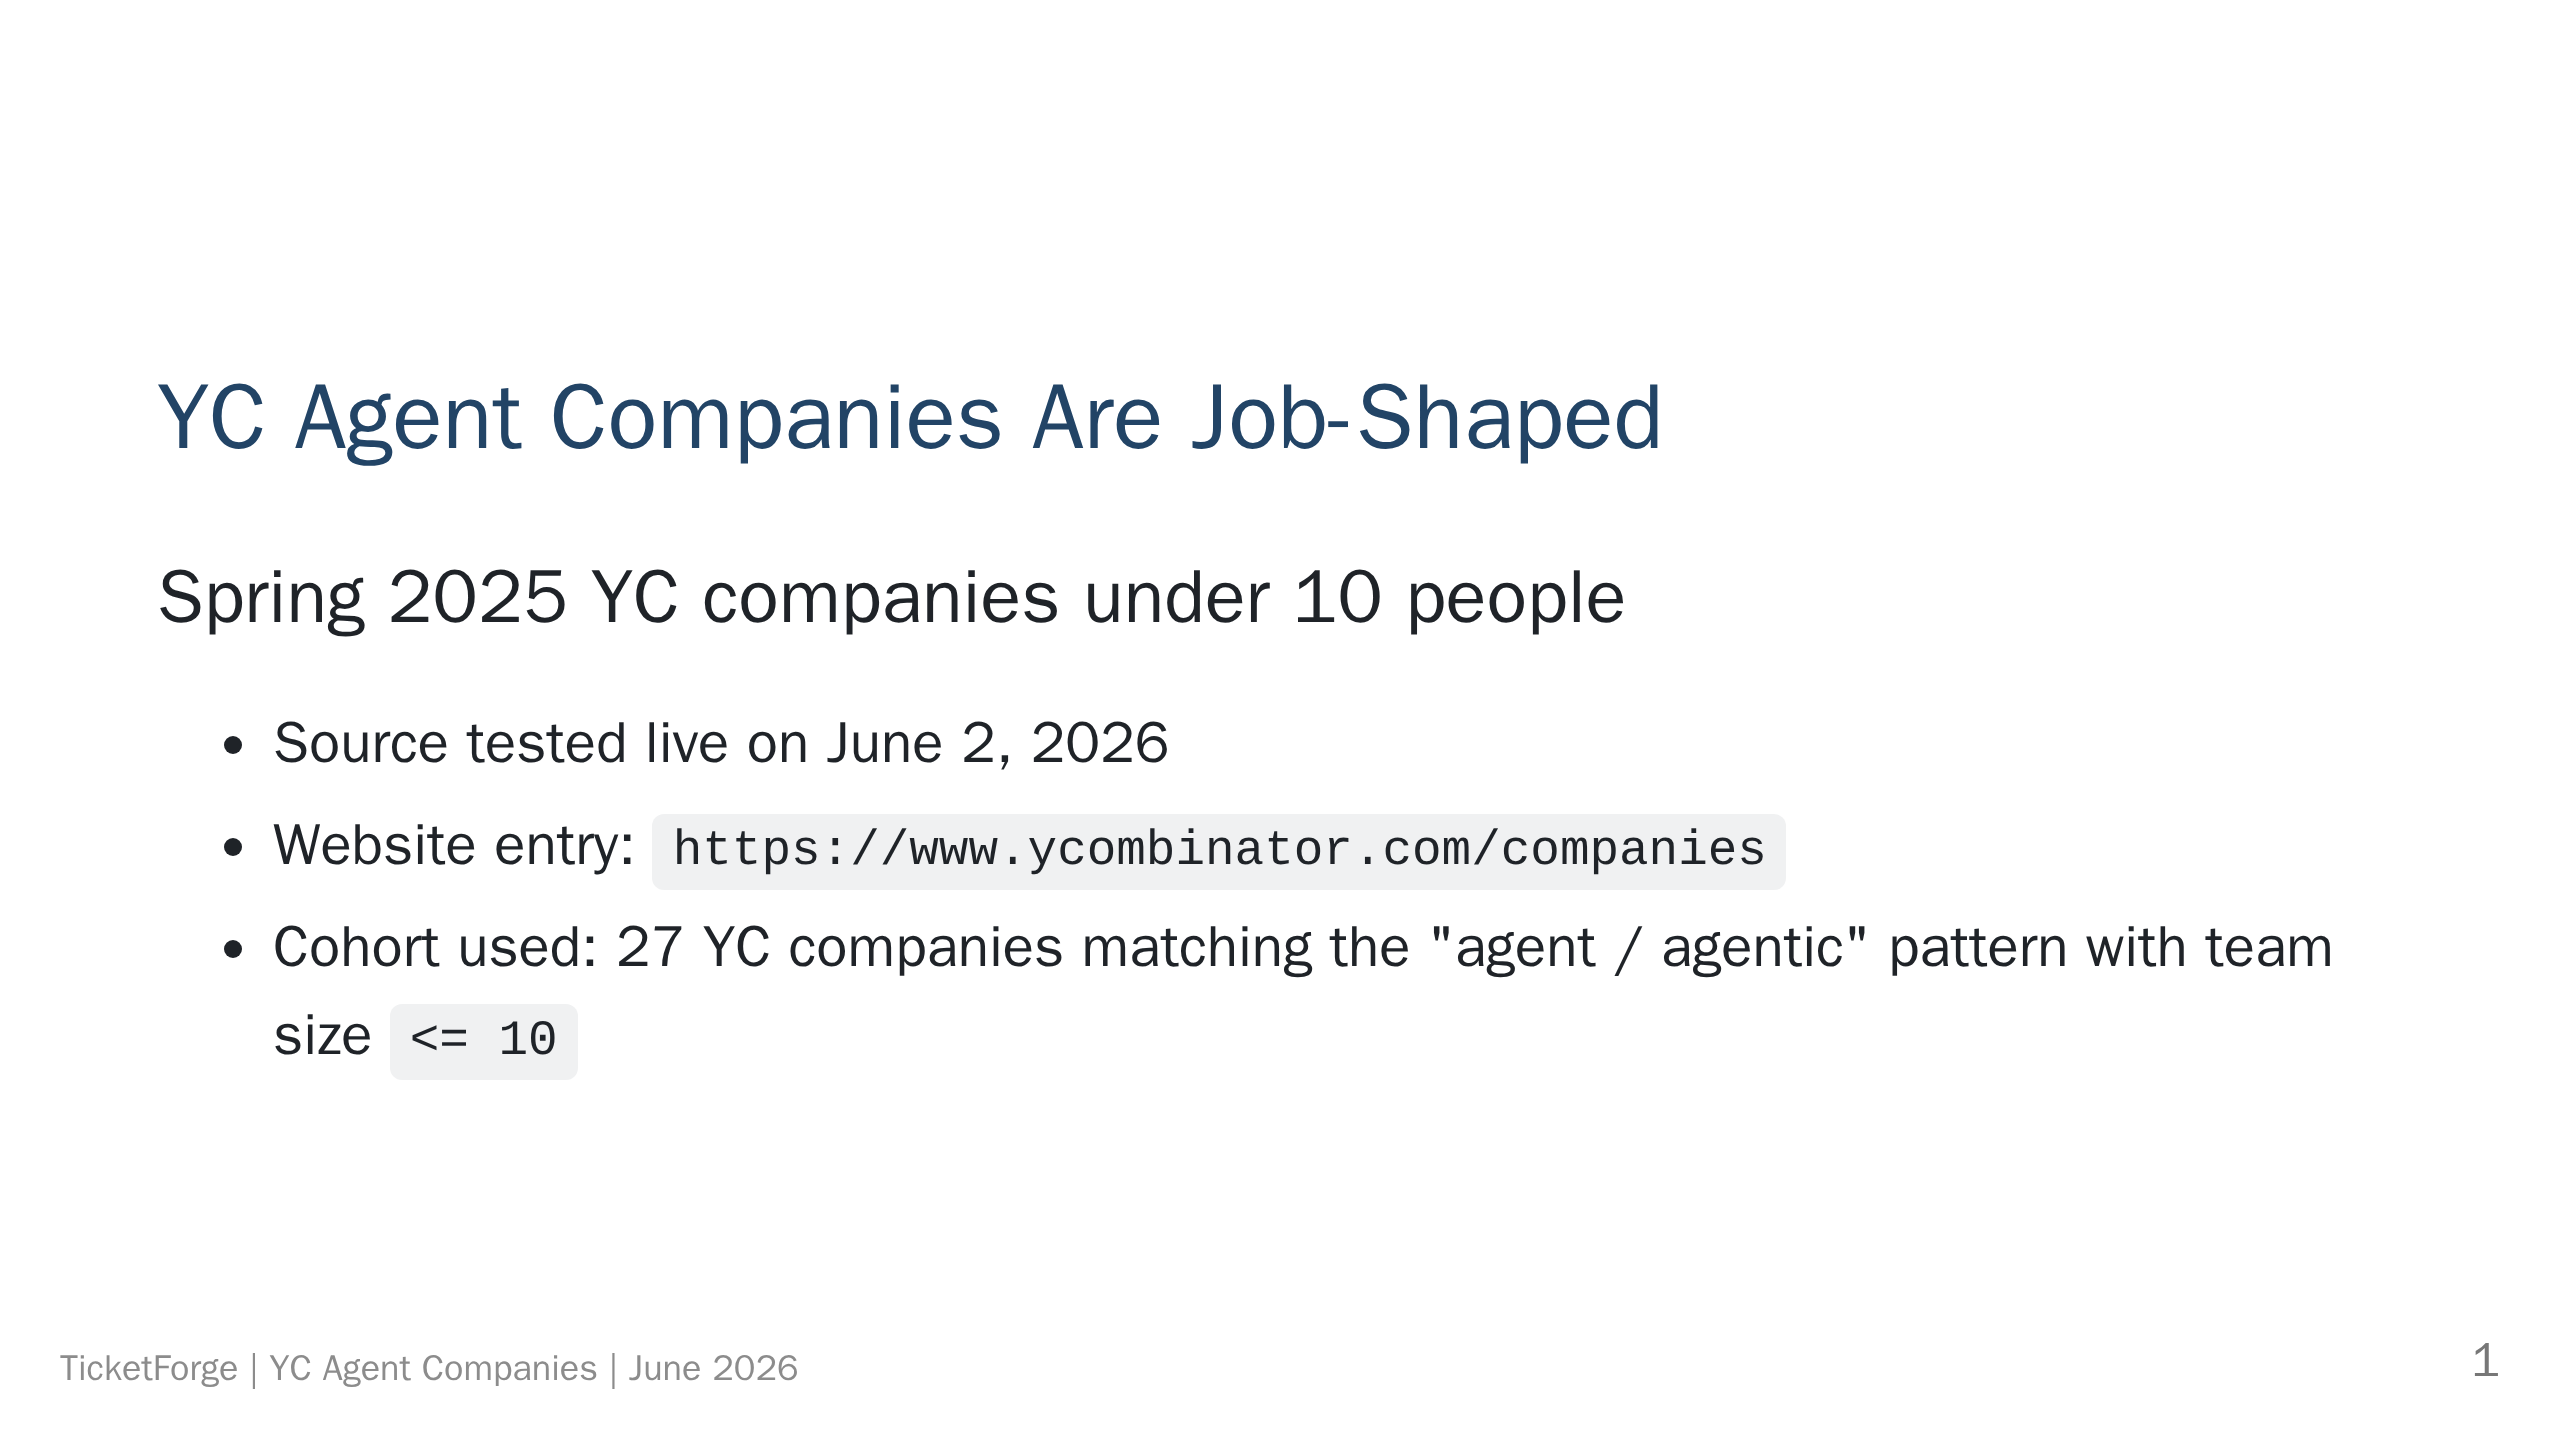 YC Agent Companies Are Job-Shaped
Spring 2025 YC companies under 10 people
• Source tested live on June 2, 2026
• Website entry: https://www.ycombinator.com/companies
• Cohort used: 27 YC companies matching the "agent / agentic" pattern with team
size <= 10
TicketForge | YC Agent Companies | June 2026
1